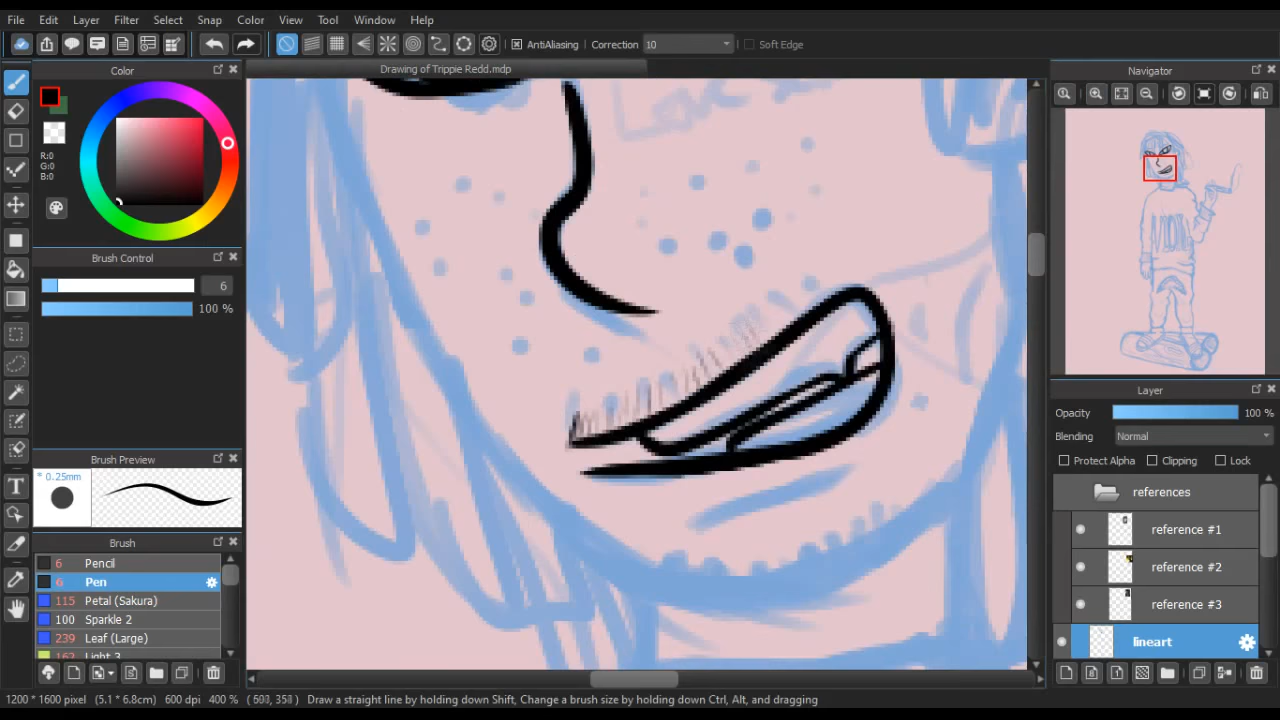 File Edit Layer Filter Select Snap Color View Tool Window Help
AntiAliasing Correction 10 Soft Edge
Color
Drawing of Trippie Redd.mdp
Navigator
R:0
G:0
B:0
Brush Control
6
100 %
Brush Preview
* 0.25mm
Brush
6 Pencil
6 Pen
115 Petal (Sakura)
100 Sparkle 2
239 Leaf (Large)
162 Light 3
Love
Layer
Opacity 100 %
Blending Normal
Protect Alpha Clipping Lock
references
reference #1
reference #2
reference #3
lineart
1200 * 1600 pixel (5.1 * 6.8cm) 600 dpi 400 % Draw a straight line by holding down Shift, Change a brush size by holding down Ctrl, Alt, and dragging